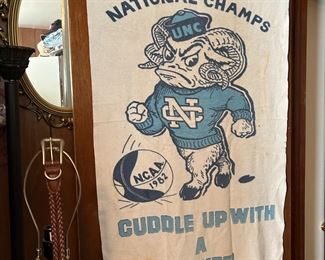 NATIONAL CHAMPS
UNC
NC
NCAA
1982
CUDDLE UP WITH
A